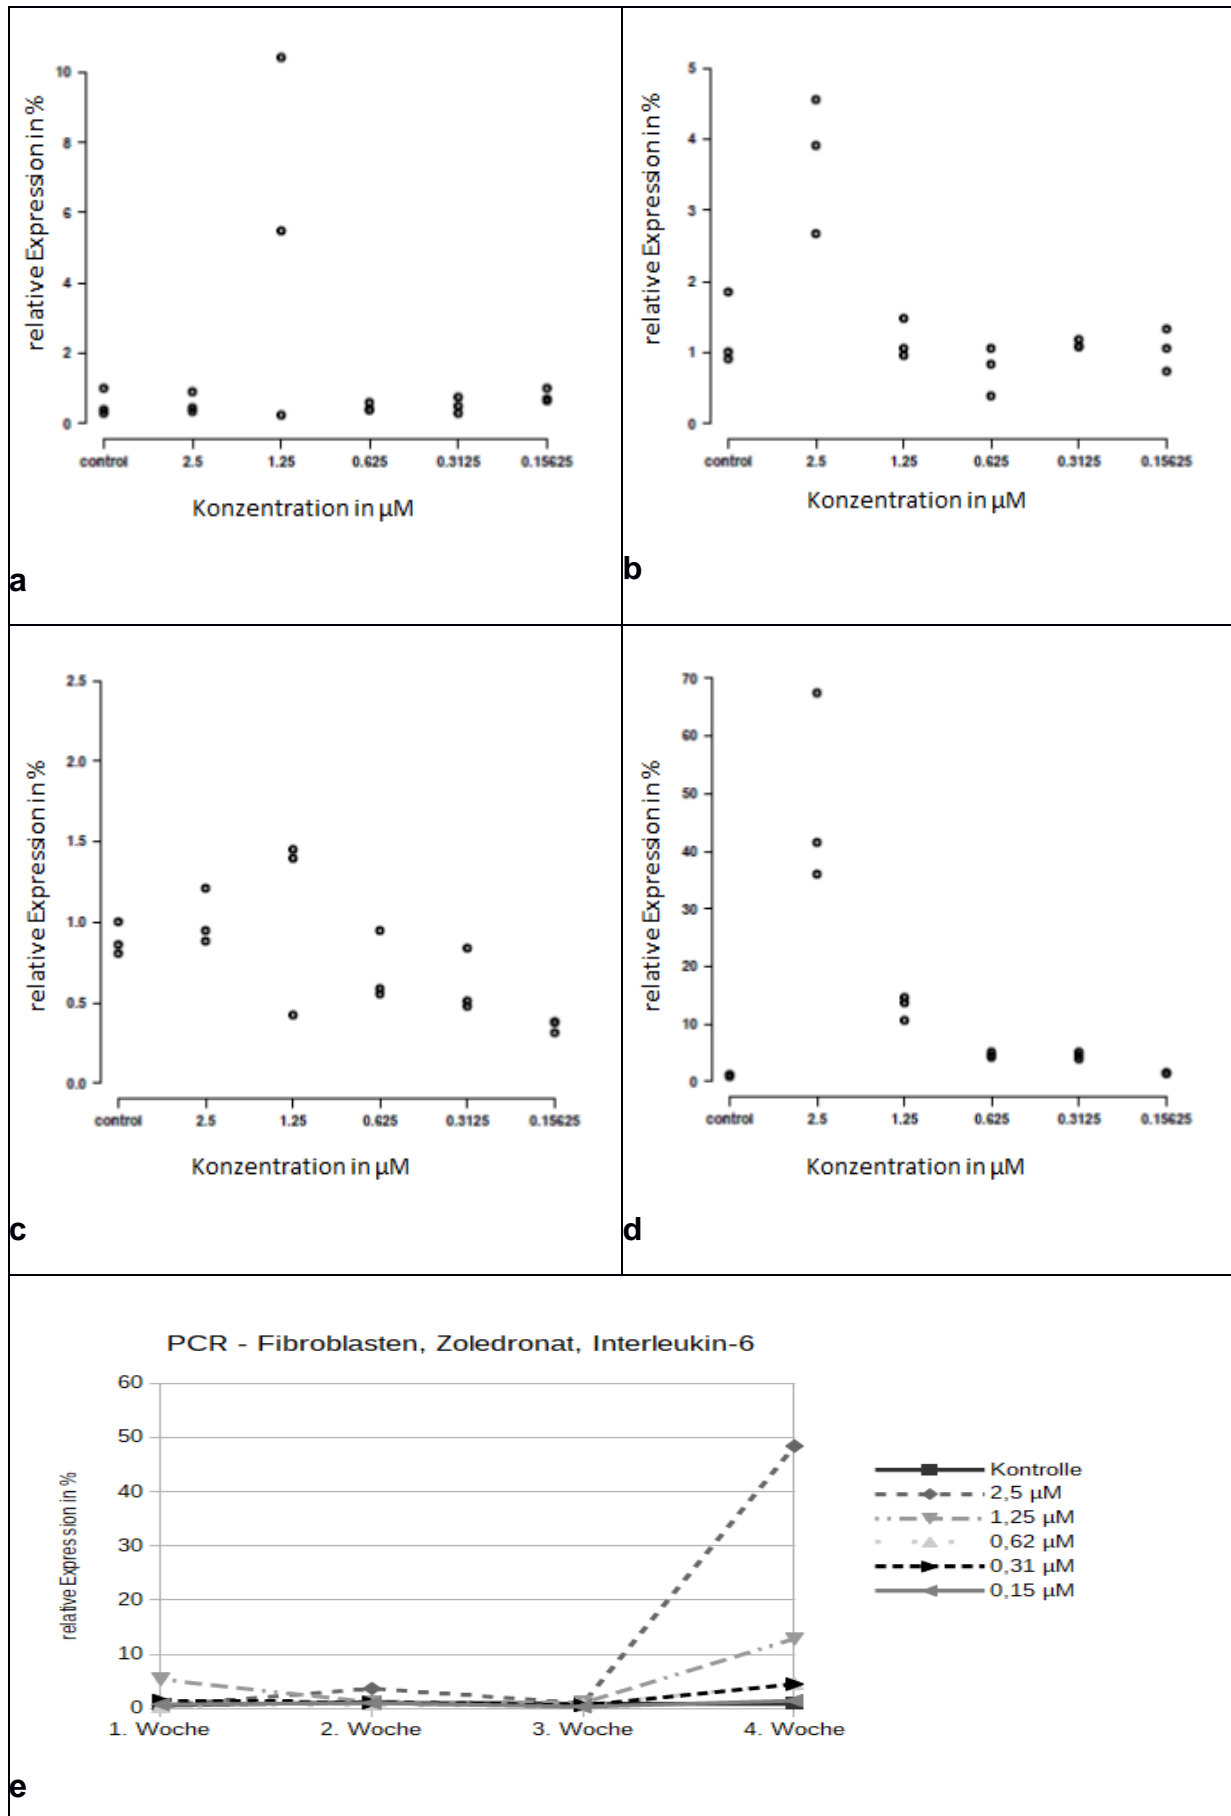 10
8
6
4
2
0
relative Expression in %
control 2.5 1.25 0.625 0.3125 0.15625
Konzentration in µM
a
5
4
3
2
1
0
relative Expression in %
control 2.5 1.25 0.625 0.3125 0.15625
Konzentration in µM
b
2.5
2.0
1.5
1.0
0.5
0.0
relative Expression in %
control 2.5 1.25 0.625 0.3125 0.15625
Konzentration in µM
c
70
60
50
40
30
20
10
0
relative Expression in %
control 2.5 1.25 0.625 0.3125 0.15625
Konzentration in µM
d
PCR - Fibroblasten, Zoledronat, Interleukin-6
60
50
40
30
20
10
0
relative Expression in %
1. Woche 2. Woche 3. Woche 4. Woche
Kontrolle
2,5 µM
1,25 µM
0,62 µM
0,31 µM
0,15 µM
e